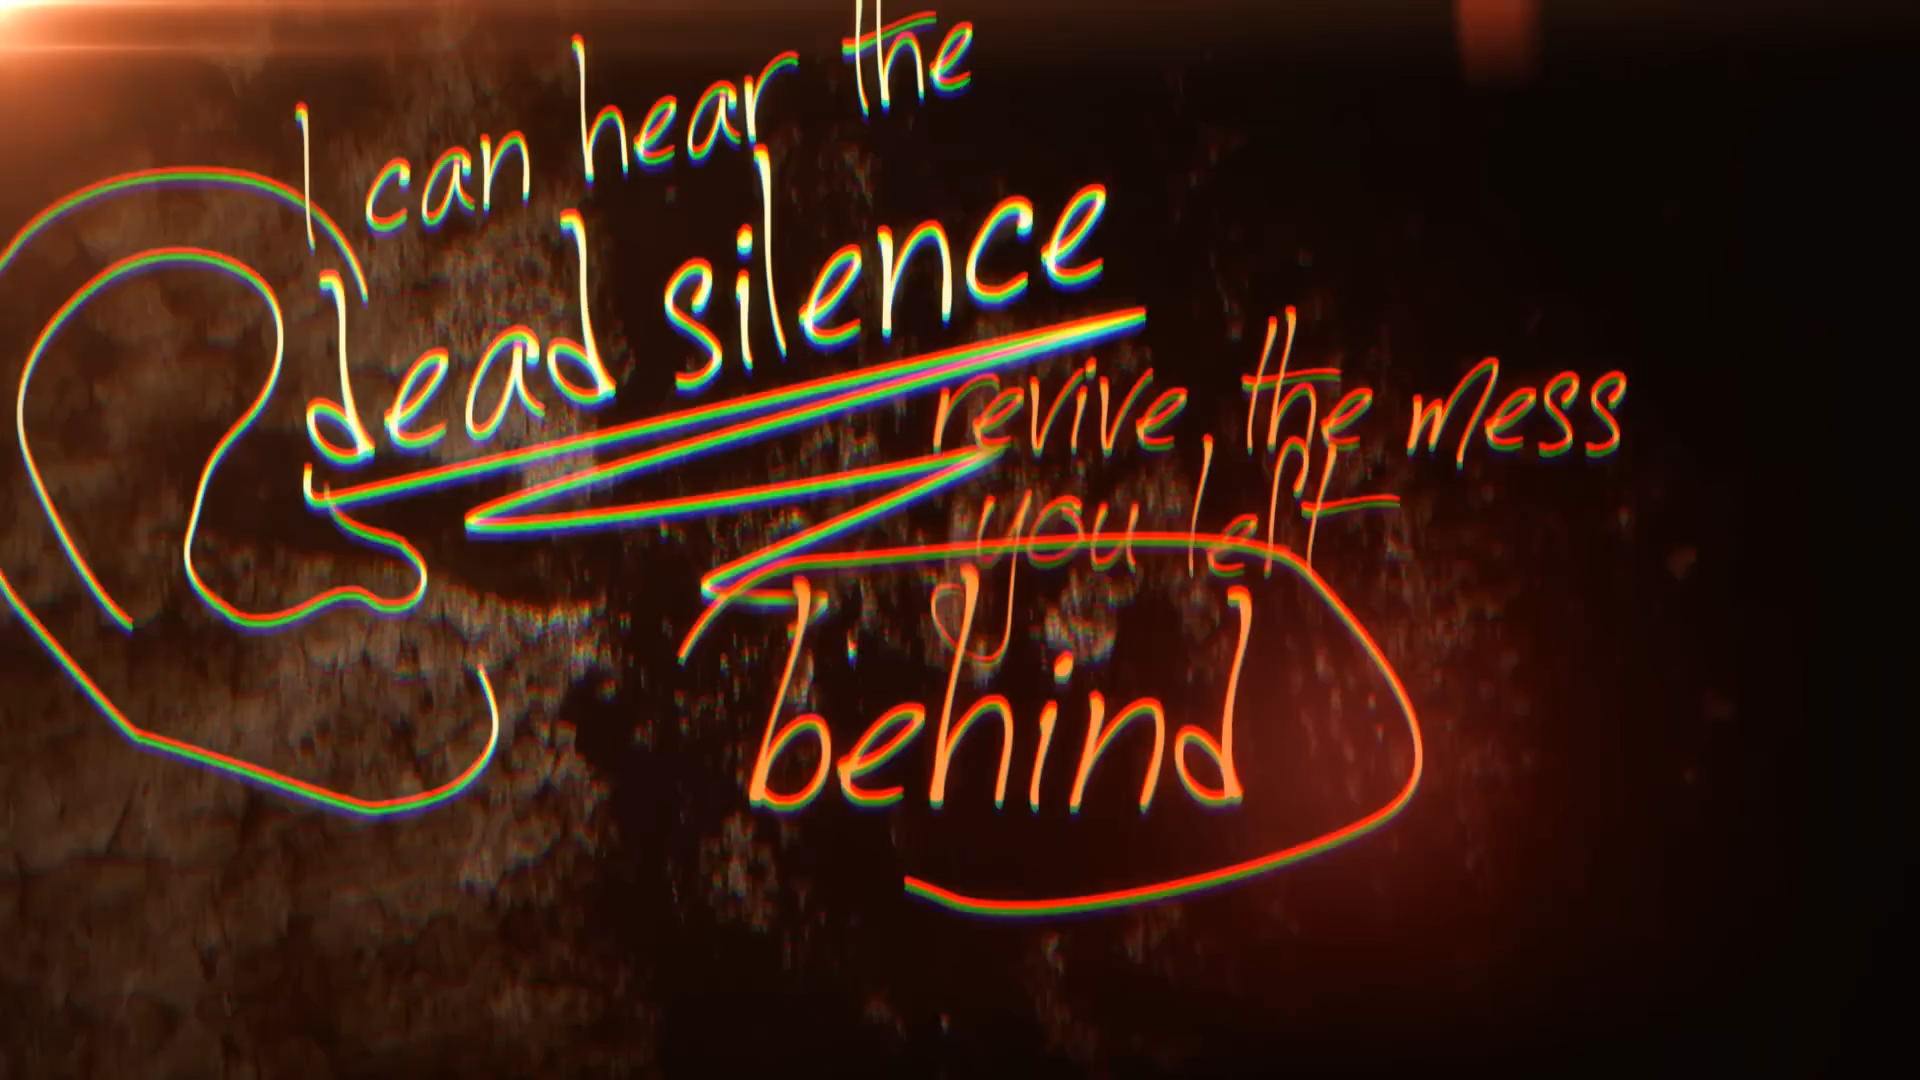 I can hear the
dead silence
revive, the mess
you left
behind